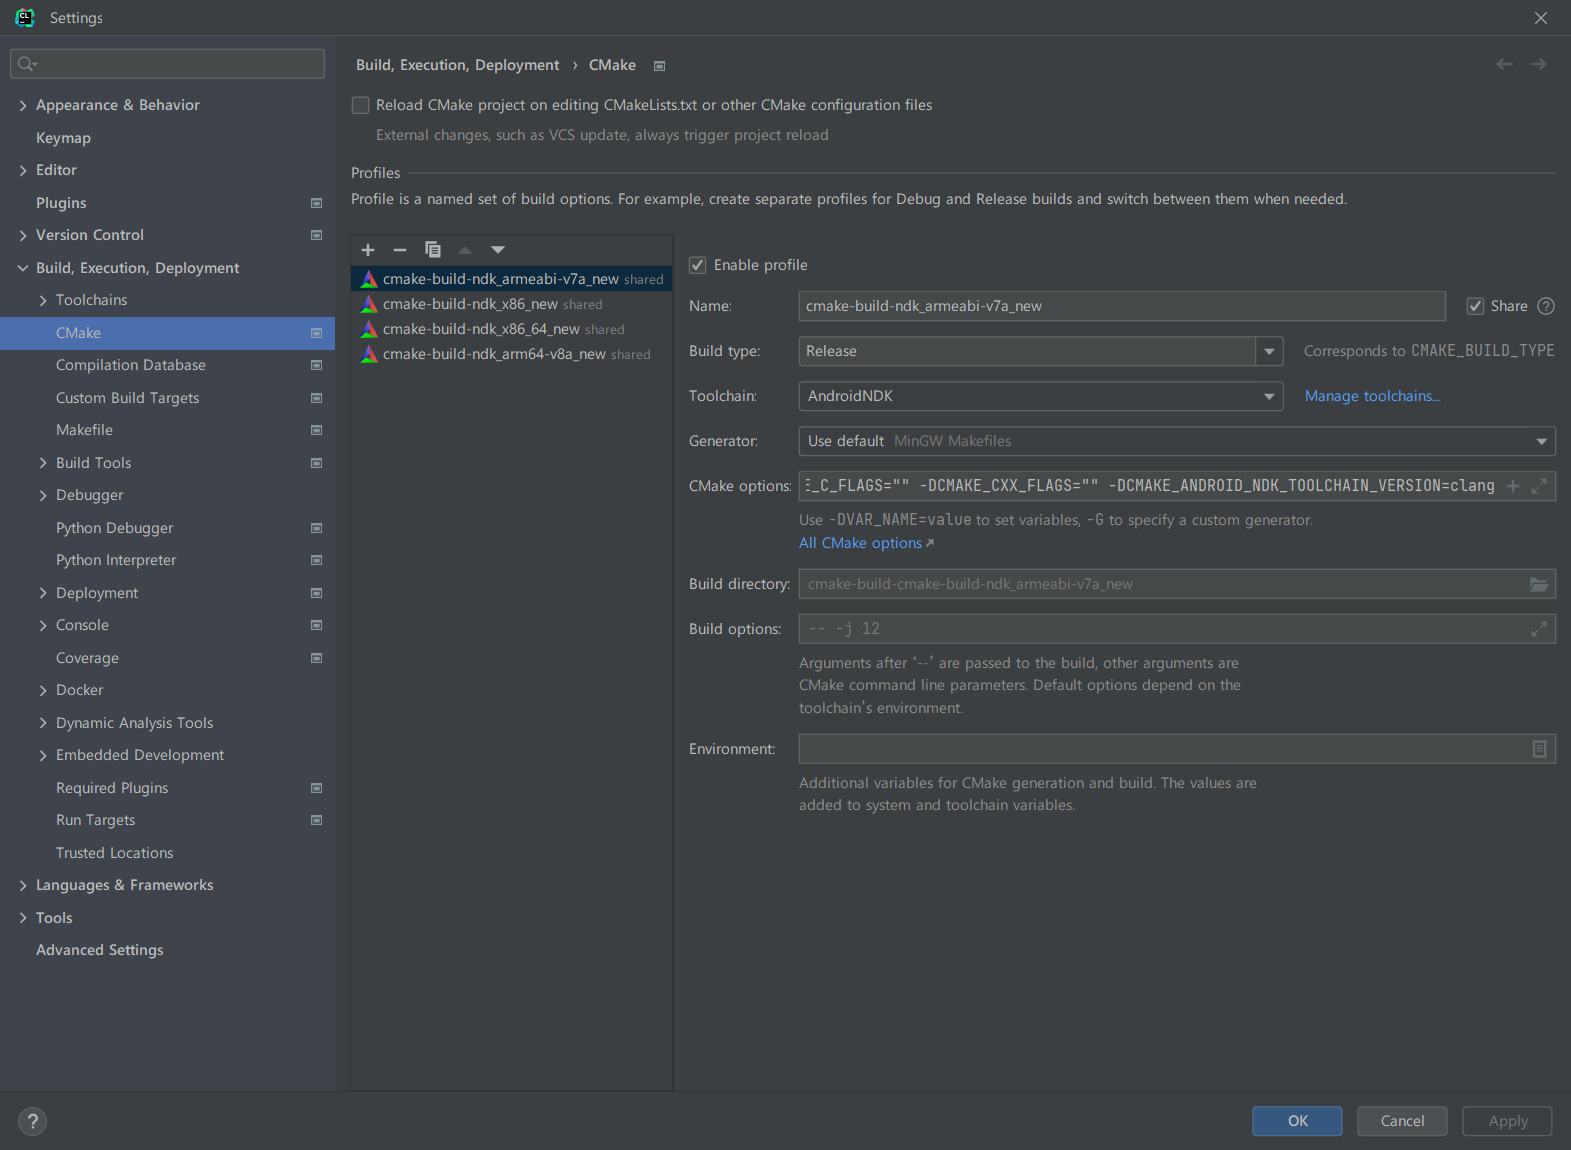 CL
Settings
Appearance & Behavior
Keymap
Editor
Plugins
Version Control
Build, Execution, Deployment
Toolchains
CMake
Compilation Database
Custom Build Targets
Makefile
Build Tools
Debugger
Python Debugger
Python Interpreter
Deployment
Console
Coverage
Docker
Dynamic Analysis Tools
Embedded Development
Required Plugins
Run Targets
Trusted Locations
Languages & Frameworks
Tools
Advanced Settings
Build, Execution, Deployment › CMake
Reload CMake project on editing CMakeLists.txt or other CMake configuration files
External changes, such as VCS update, always trigger project reload
Profiles
Profile is a named set of build options. For example, create separate profiles for Debug and Release builds and switch between them when needed.
cmake-build-ndk_armeabi-v7a_new shared
cmake-build-ndk_x86_new shared
cmake-build-ndk_x86_64_new shared
cmake-build-ndk_arm64-v8a_new shared
Enable profile
Name: cmake-build-ndk_armeabi-v7a_new Share ?
Build type: Release Corresponds to CMAKE_BUILD_TYPE
Toolchain: AndroidNDK Manage toolchains...
Generator: Use default MinGW Makefiles
CMake options: E_C_FLAGS="" -DCMAKE_CXX_FLAGS="" -DCMAKE_ANDROID_NDK_TOOLCHAIN_VERSION=clang
Use -DVAR_NAME=value to set variables, -G to specify a custom generator.
All CMake options ↗
Build directory: cmake-build-cmake-build-ndk_armeabi-v7a_new
Build options: -- -j 12
Arguments after ‘--’ are passed to the build, other arguments are
CMake command line parameters. Default options depend on the
toolchain’s environment.
Environment:
Additional variables for CMake generation and build. The values are
added to system and toolchain variables.
?
OK Cancel Apply